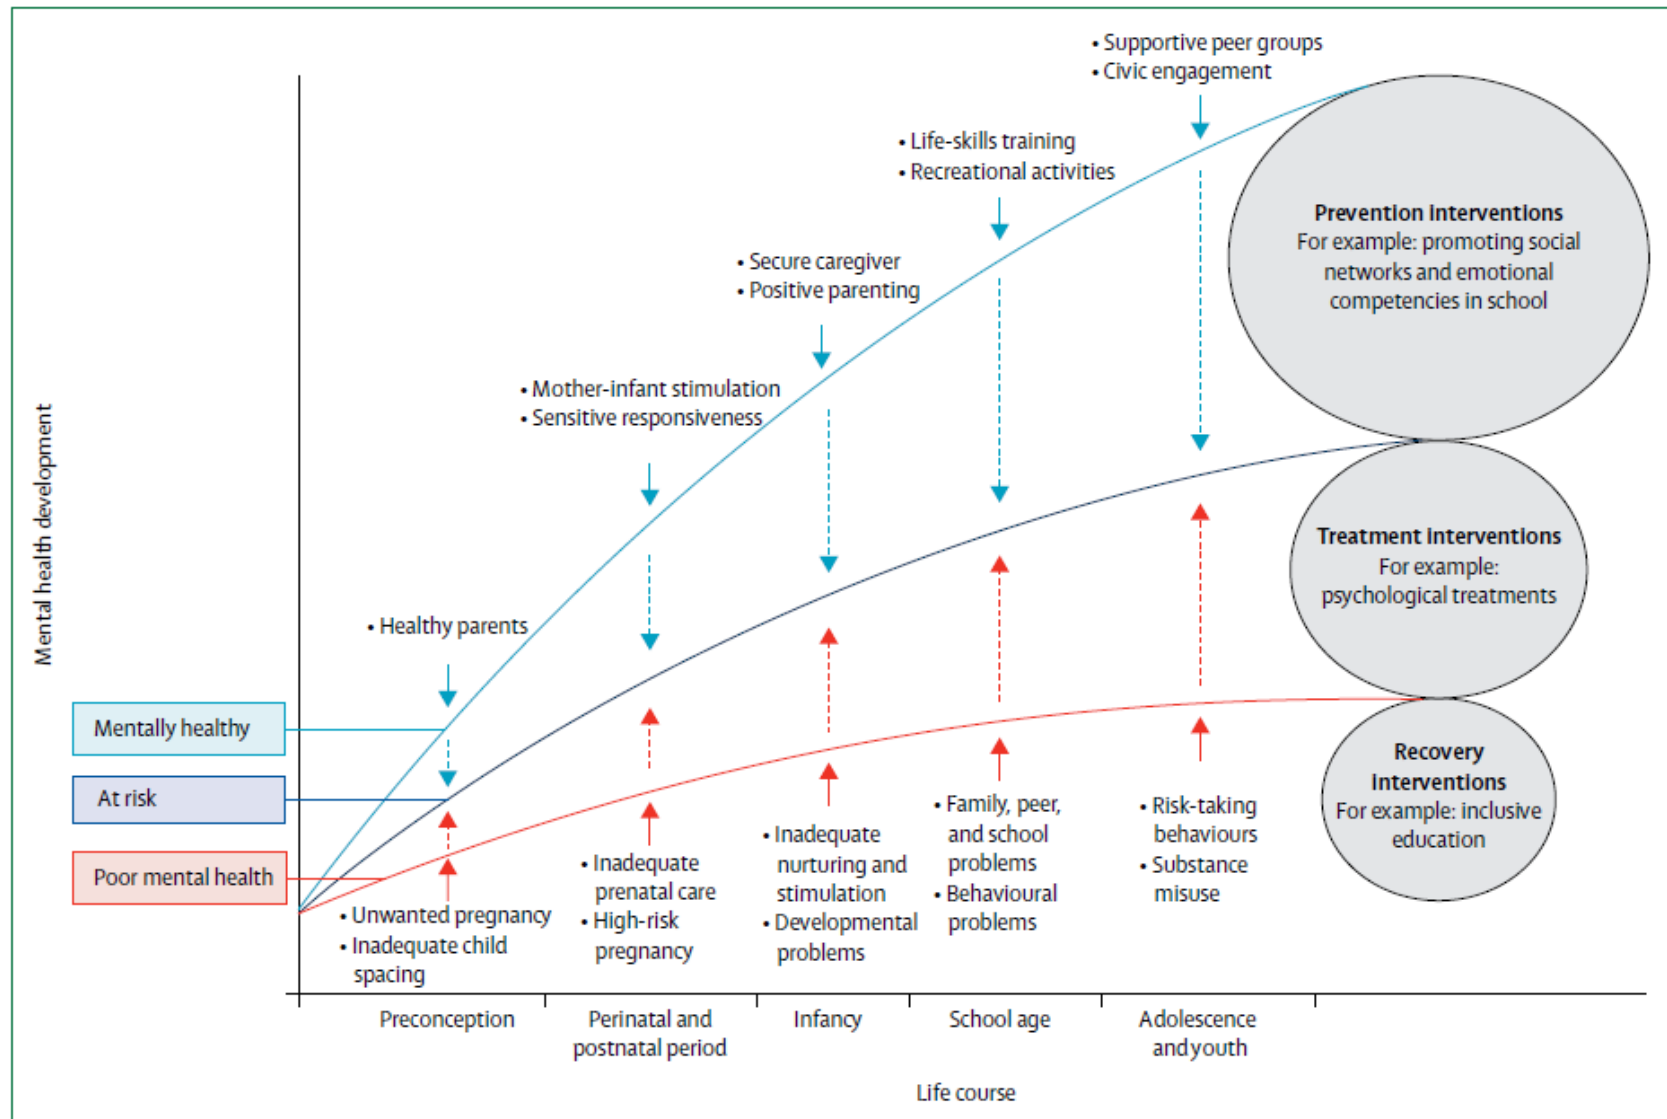 • Supportive peer groups
• Civic engagement
• Life-skills training
• Recreational activities
• Secure caregiver
• Positive parenting
• Mother-infant stimulation
• Sensitive responsiveness
• Healthy parents
Mental health development
Mentally healthy
At risk
Poor mental health
Prevention interventions
For example: promoting social
networks and emotional
competencies in school
Treatment interventions
For example:
psychological treatments
Recovery
interventions
For example: inclusive
education
• Unwanted pregnancy
• Inadequate child
spacing
• Inadequate
prenatal care
• High-risk
pregnancy
• Inadequate
nurturing and
stimulation
• Developmental
problems
• Family, peer,
and school
problems
• Behavioural
problems
• Risk-taking
behaviours
• Substance
misuse
Preconception
Perinatal and
postnatal period
Infancy
School age
Adolescence
and youth
Life course